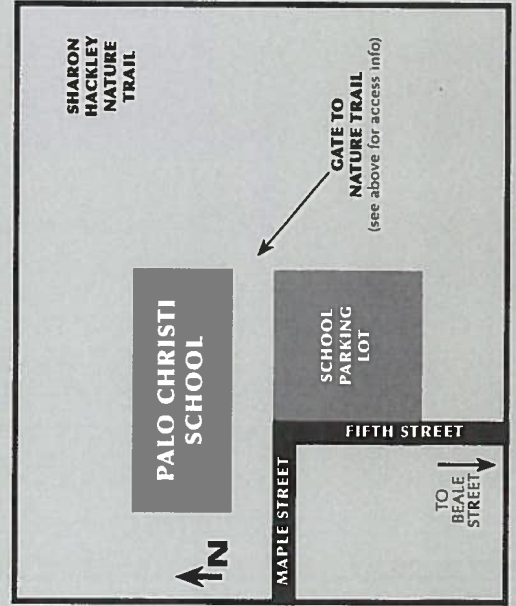 SHARON
HACKLEY
NATURE
TRAIL
GATE TO
NATURE TRAIL
(see above for access info)
PALO CHRISTI
SCHOOL
SCHOOL
PARKING
LOT
N
MAPLE STREET
FIFTH STREET
TO
BEALE
STREET